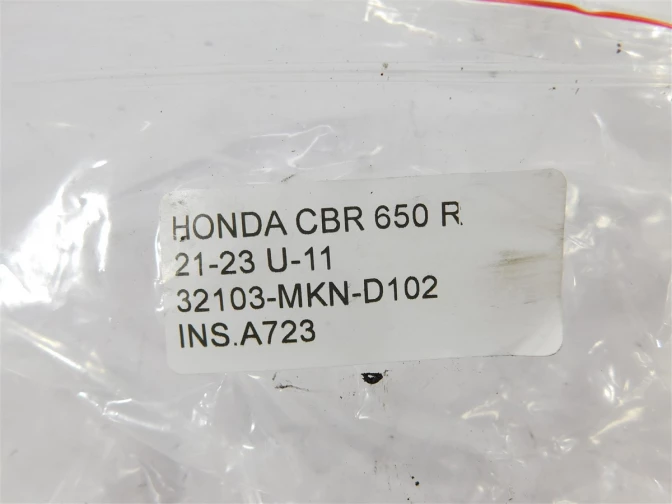 HONDA CBR 650 R
21-23 U-11
32103-MKN-D102
INS.A723